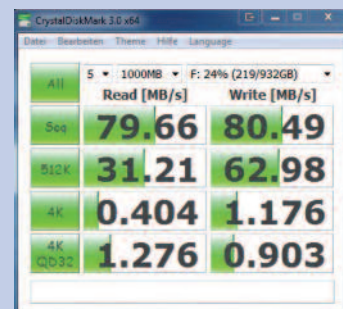 CrystalDiskMark 3.0 x64
Datei Bearbeiten Theme Hilfe Language
All 5 1000MB F: 24% (219/932GB)
Read [MB/s] Write [MB/s]
Seq 79.66 80.49
512K 31.21 62.98
4K 0.404 1.176
4K QD32 1.276 0.903